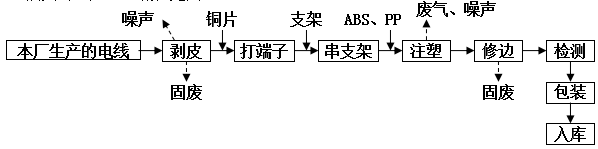 噪声 铜片 支架 ABS、PP 废气、噪声
本厂生产的电线 剥皮 打端子 串支架 注塑 修边 检测
固废 固废 包装
入库